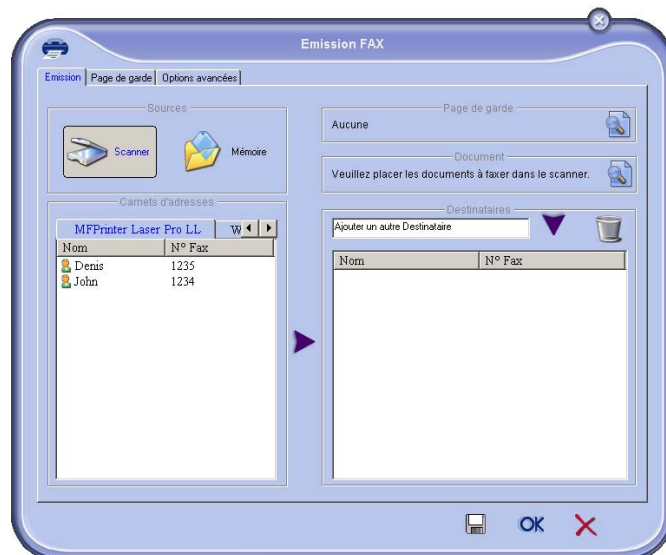 Emission FAX
Emission Page de garde Options avancées
Sources
Scanner Mémoire
Page de garde
Aucune
Document
Veuillez placer les documents à faxer dans le scanner.
Carnets d'adresses
MFPrinter Laser Pro LL W
Nom N° Fax
Denis 1235
John 1234
Destinataires
Ajouter un autre Destinataire
Nom N° Fax
OK